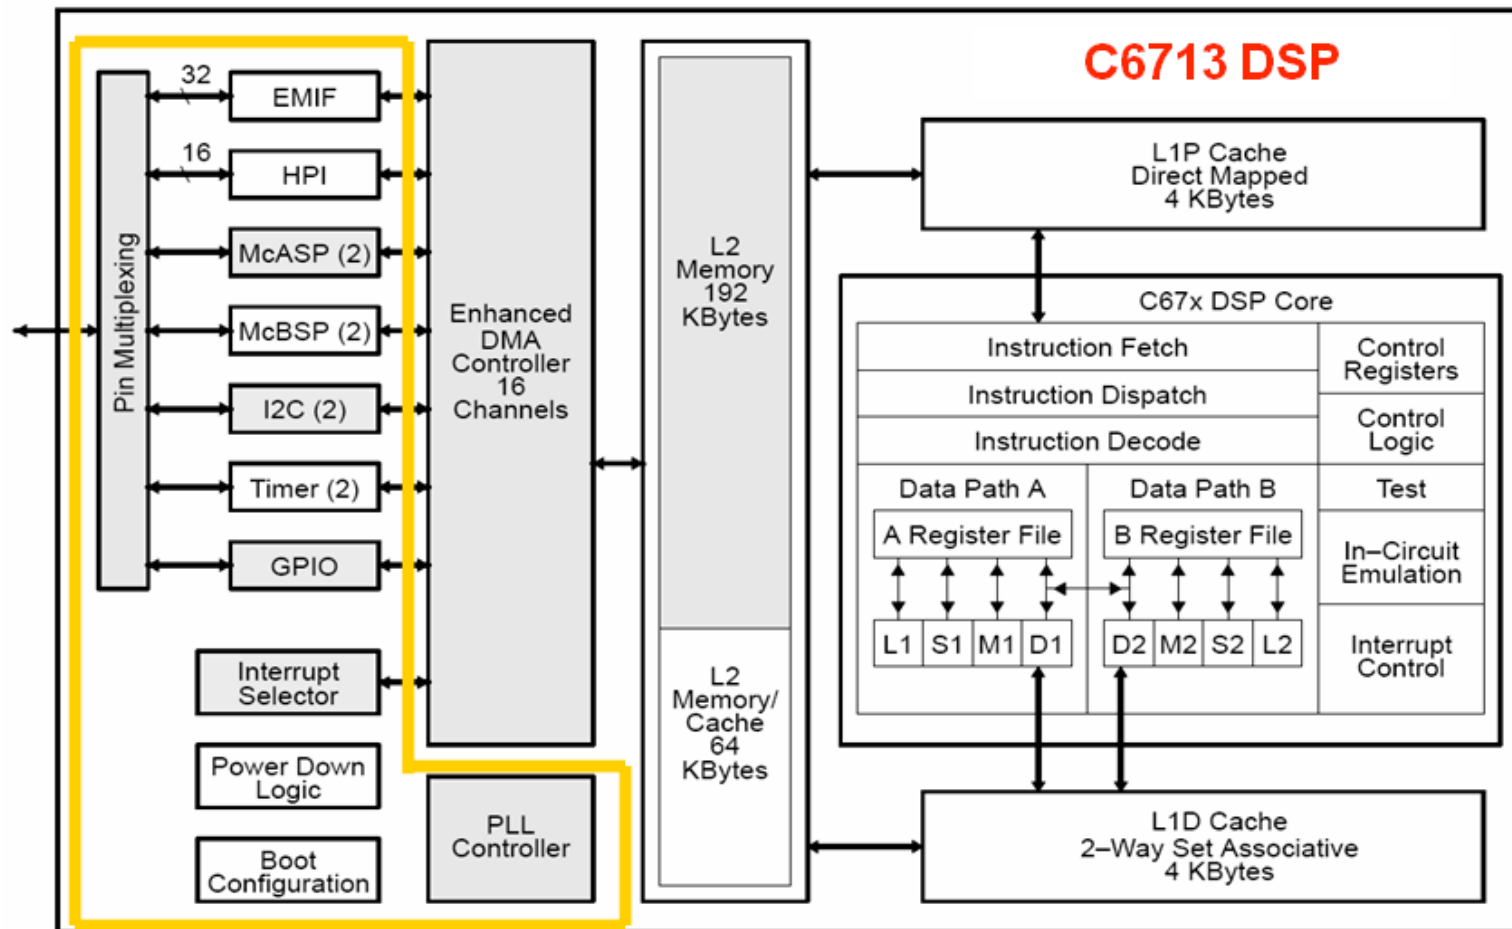 C6713 DSP
32
EMIF
16
HPI
McASP (2)
McBSP (2)
I2C (2)
Timer (2)
GPIO
Pin Multiplexing
Interrupt
Selector
Power Down
Logic
Boot
Configuration
Enhanced
DMA
Controller
16
Channels
PLL
Controller
L2
Memory
192
KBytes
L2
Memory/
Cache
64
KBytes
L1P Cache
Direct Mapped
4 KBytes
C67x DSP Core
Instruction Fetch
Instruction Dispatch
Instruction Decode
Control
Registers
Control
Logic
Test
In–Circuit
Emulation
Interrupt
Control
Data Path A
A Register File
L1 S1 M1 D1
Data Path B
B Register File
D2 M2 S2 L2
L1D Cache
2–Way Set Associative
4 KBytes